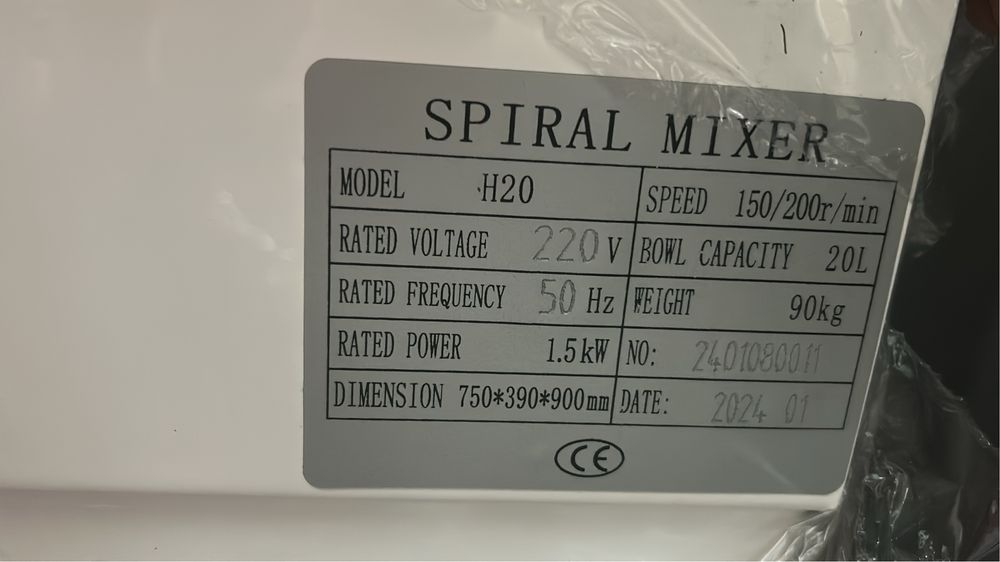 SPIRAL MIXER
MODEL H20 SPEED 150/200r/min
RATED VOLTAGE 220 V BOWL CAPACITY 20L
RATED FREQUENCY 50 Hz WEIGHT 90kg
RATED POWER 1.5kW NO: 2401080011
DIMENSION 750*390*900mm DATE: 2024 01
CE